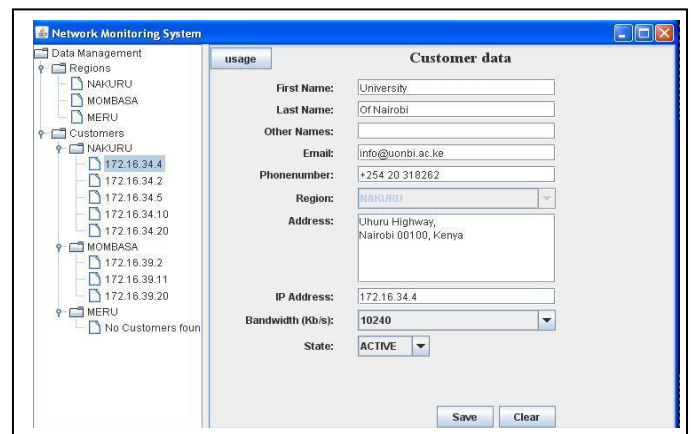 Network Monitoring System
Data Management
Regions
NAKURU
MOMBASA
MERU
Customers
NAKURU
172.16.34.4
172.16.34.2
172.16.34.5
172.16.34.10
172.16.34.20
MOMBASA
172.16.39.2
172.16.39.11
172.16.39.20
MERU
No Customers foun
usage
Customer data
First Name: University
Last Name: Of Nairobi
Other Names:
Email: info@uonbi.ac.ke
Phonenumber: +254 20 318262
Region: NAKURU
Address: Uhuru Highway,
Nairobi 00100, Kenya
IP Address: 172.16.34.4
Bandwidth (Kb/s): 10240
State: ACTIVE
Save Clear